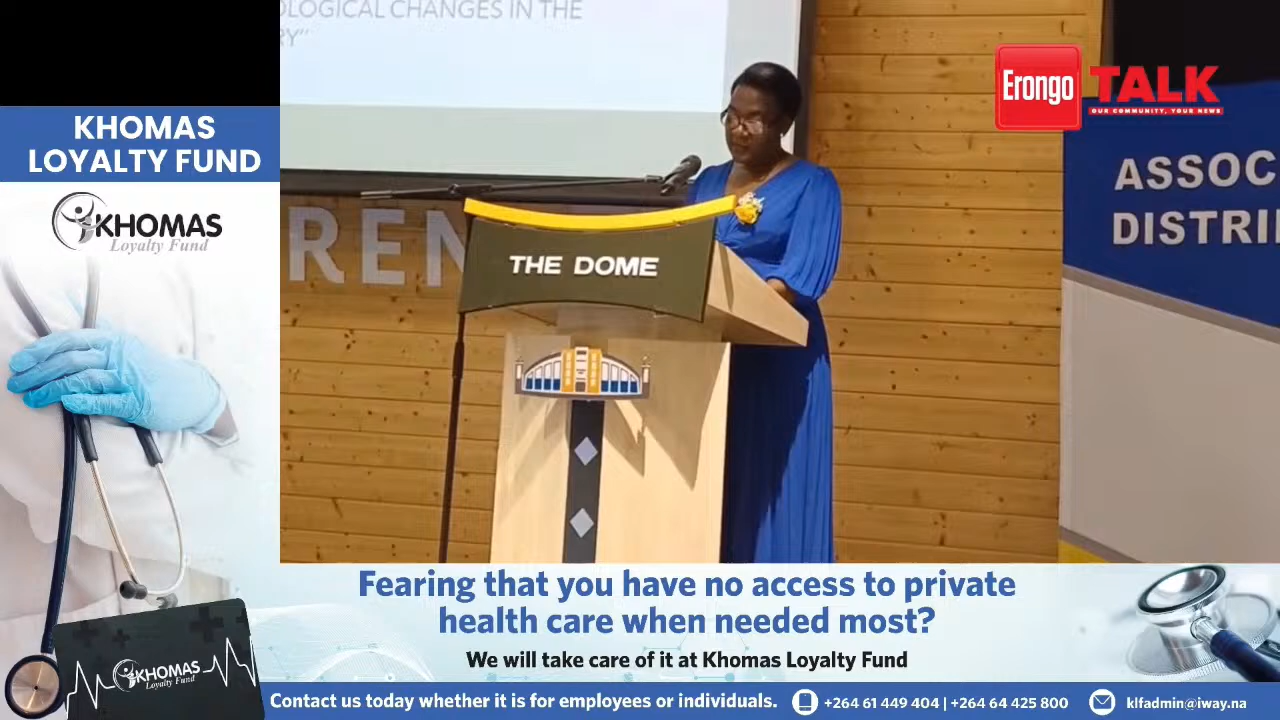 OLOGICAL CHANGES IN THE
RY"
Erongo TALK
OUR COMMUNITY, YOUR NEWS
KHOMAS
LOYALTY FUND
KHOMAS
Loyalty Fund
REN
THE DOME
ASSOC
DISTRI
Fearing that you have no access to private
health care when needed most?
We will take care of it at Khomas Loyalty Fund
KHOMAS
Loyalty Fund
Contact us today whether it is for employees or individuals. +264 61 449 404 | +264 64 425 800 klfadmin@iway.na